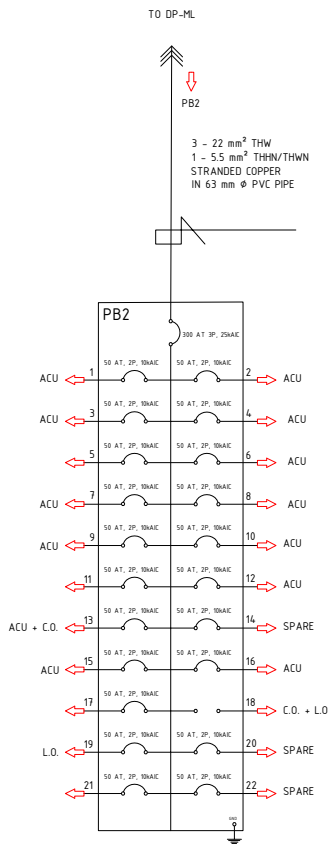 TO DP-ML
PB2
3 - 22 mm² THW
1 - 5.5 mm² THHN/THWN
STRANDED COPPER
IN 63 mm ø PVC PIPE
PB2
300 AT 3P, 25kAIC
50 AT, 2P, 10kAIC 50 AT, 2P, 10kAIC
ACU 1 2 ACU
50 AT, 2P, 10kAIC 50 AT, 2P, 10kAIC
ACU 3 4 ACU
50 AT, 2P, 10kAIC 50 AT, 2P, 10kAIC
5 6 ACU
50 AT, 2P, 10kAIC 50 AT, 2P, 10kAIC
ACU 7 8 ACU
50 AT, 2P, 10kAIC 50 AT, 2P, 10kAIC
ACU 9 10 ACU
50 AT, 2P, 10kAIC 50 AT, 2P, 10kAIC
11 12 ACU
50 AT, 2P, 10kAIC 50 AT, 2P, 10kAIC
ACU + C.O. 13 14 SPARE
50 AT, 2P, 10kAIC 50 AT, 2P, 10kAIC
ACU 15 16 ACU
50 AT, 2P, 10kAIC
17 18 C.O. + L.O
50 AT, 2P, 10kAIC 50 AT, 2P, 10kAIC
L.O. 19 20 SPARE
50 AT, 2P, 10kAIC 50 AT, 2P, 10kAIC
21 22 SPARE
GND